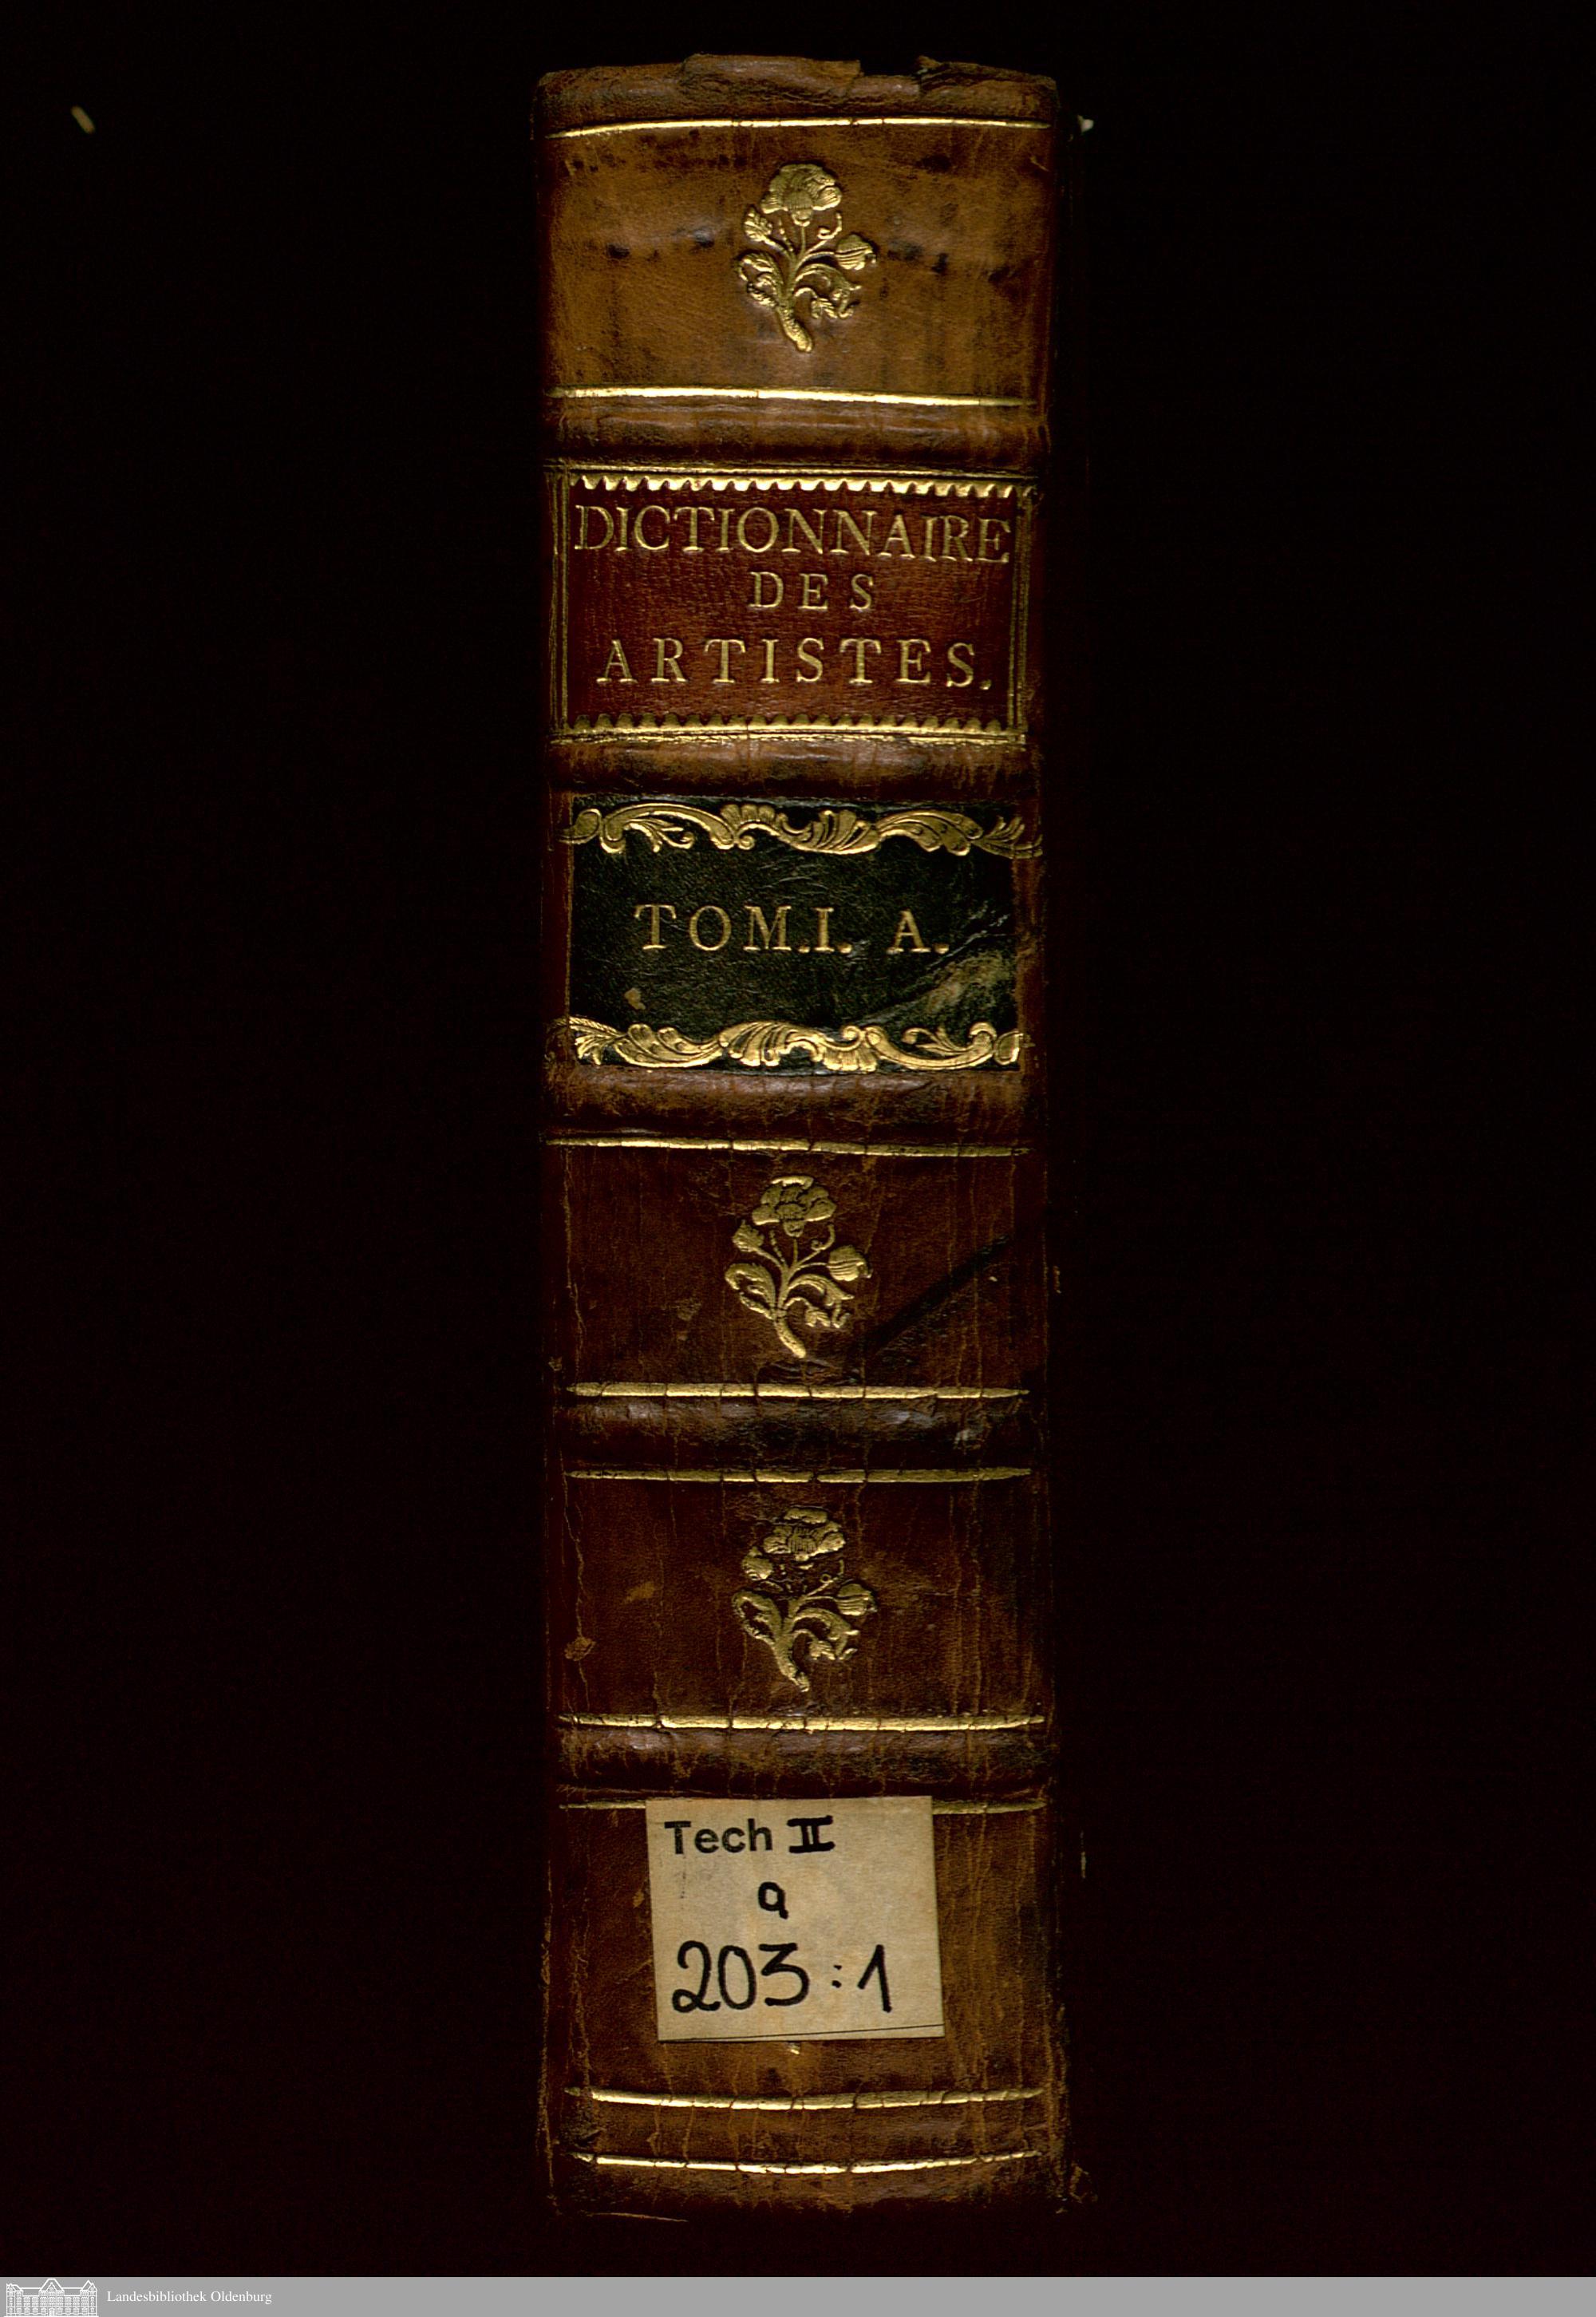 DICTIONNAIRE
DES
ARTISTES.
TOM.I. A.
Tech II
a
203:1
Landesbibliothek Oldenburg